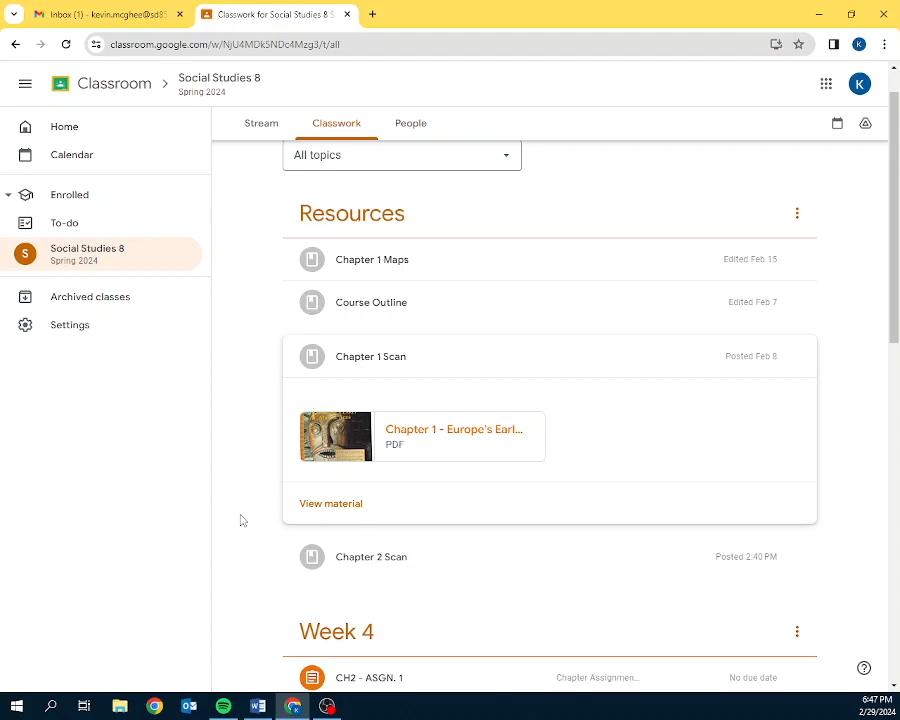 Inbox (1) - kevin.mcghee@sd85
Classwork for Social Studies 8 S
classroom.google.com/w/NjU4MDk5NDc4Mzg3/t/all
K
Classroom
Social Studies 8
Spring 2024
K
Home
Calendar
Enrolled
To-do
S
Social Studies 8
Spring 2024
Archived classes
Settings
Stream
Classwork
People
All topics
Resources
Chapter 1 Maps
Edited Feb 15
Course Outline
Edited Feb 7
Chapter 1 Scan
Posted Feb 8
Chapter 1 - Europe's Earl...
PDF
View material
Chapter 2 Scan
Posted 2:40 PM
Week 4
CH2 - ASGN. 1
Chapter Assignmen...
No due date
6:47 PM
2/29/2024